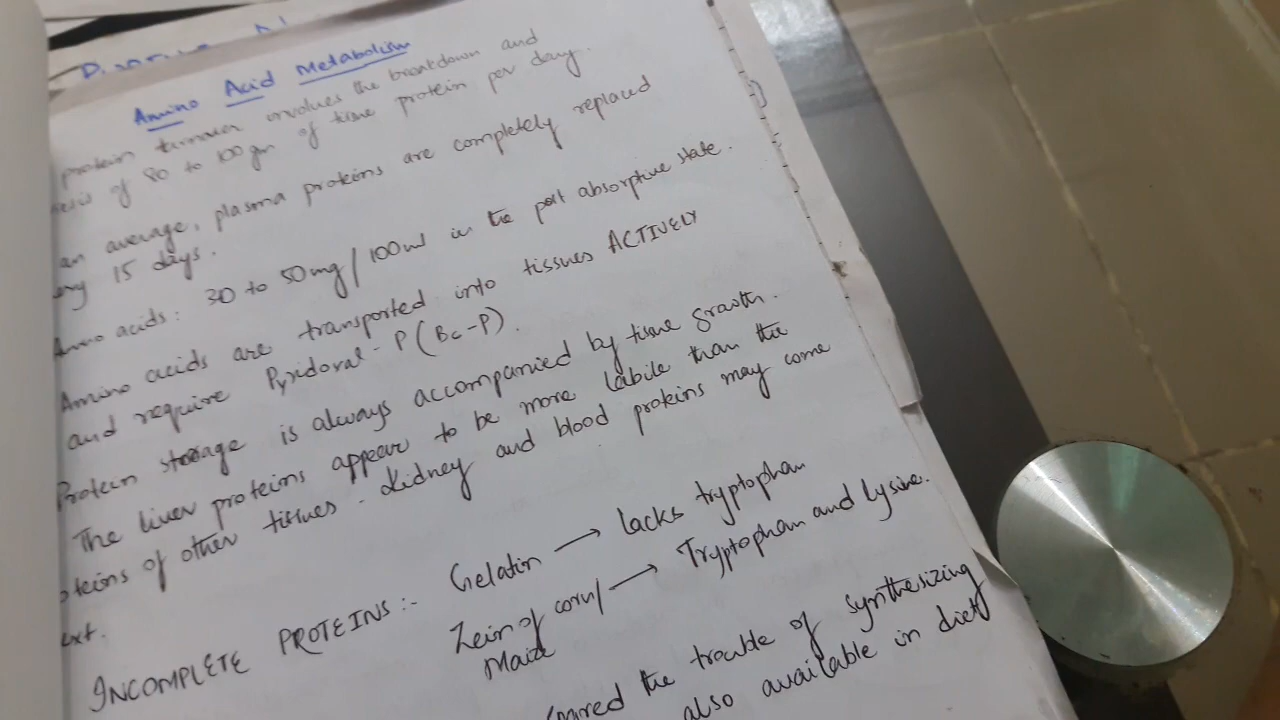 Amino Acid Metabolism
protein turnover involves the breakdown and
of 80 to 100 gm of tissue protein per day.
an average, plasma proteins are completely replaced
15 days.
acids: 30 to 50mg/100ml in the post absorptive state.
Amino acids are transported into tissues ACTIVELY
and require Pyridoxal-P (B6-P).
Protein storage is always accompanied by tissue growth.
The liver proteins appear to be more labile than the
of other tissues. Kidney and blood proteins may come
INCOMPLETE PROTEINS :- Gelatin → lacks tryptophan
Zein of corn/ → Tryptophan and lysine.
the trouble of synthesizing
also available in diet